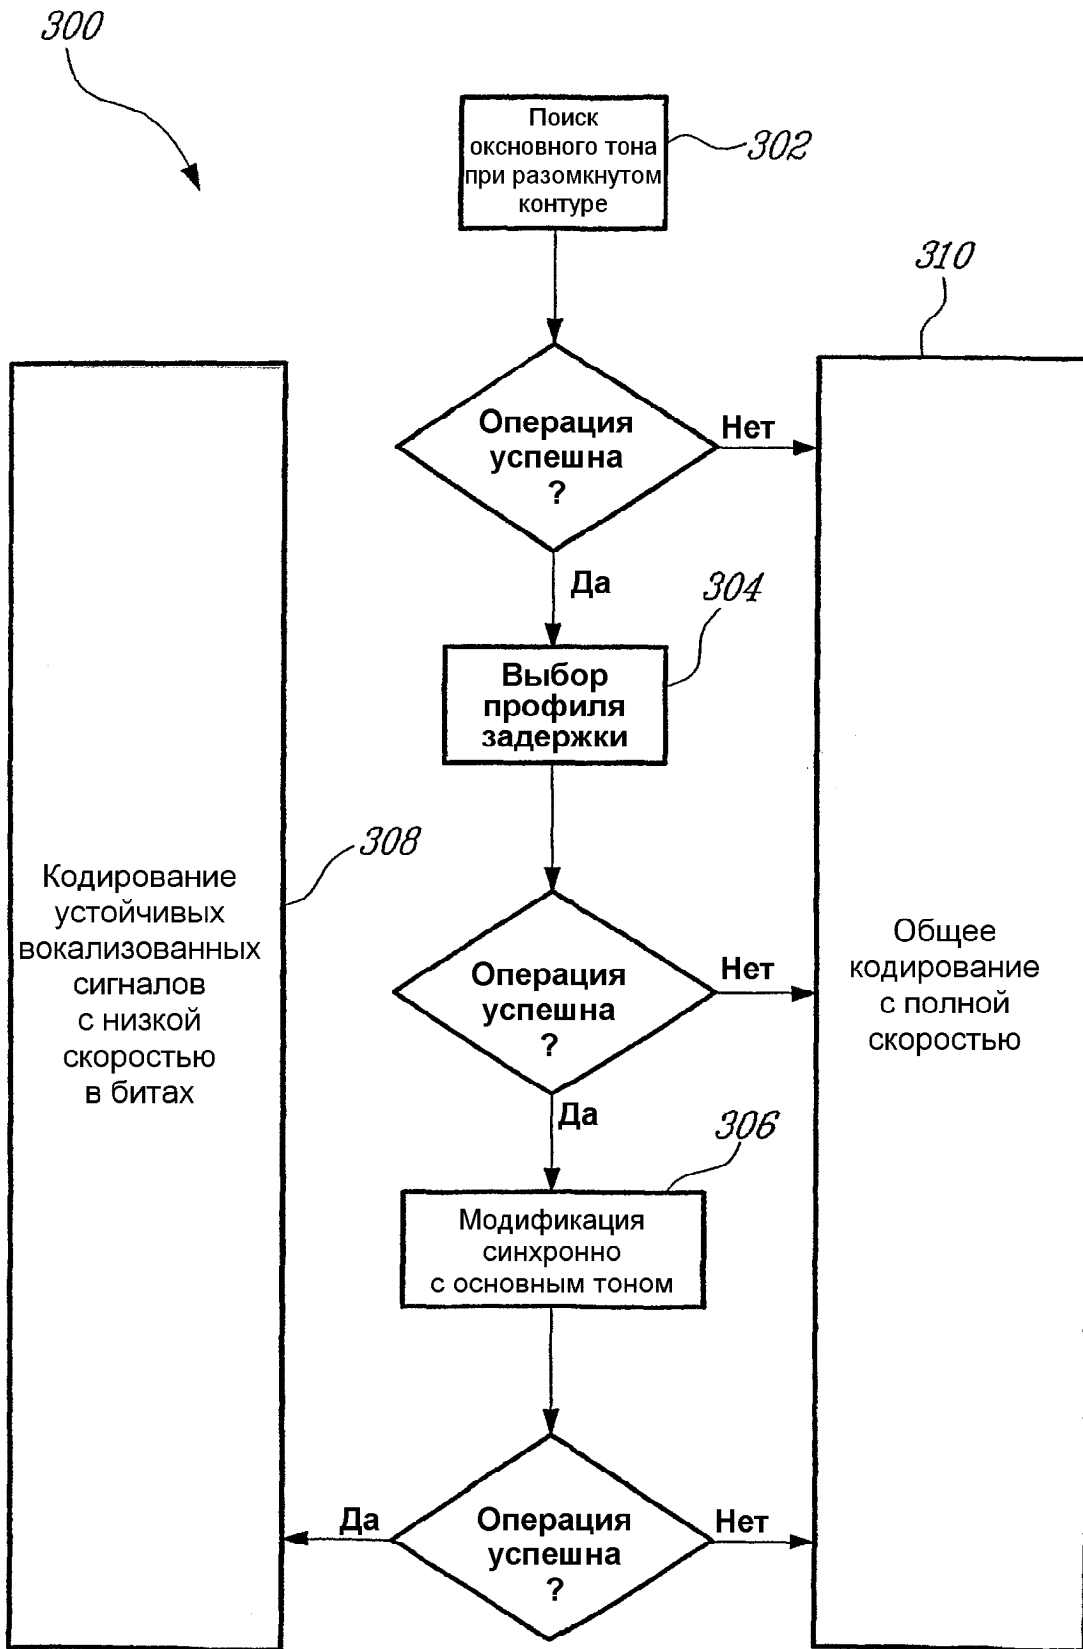 300
Поиск
оксновного тона
при разомкнутом
контуре
302
310
Операция
успешна
?
Нет
Да
304
Выбор
профиля
задержки
308
Кодирование
устойчивых
вокализованных
сигналов
с низкой
скоростью
в битах
Операция
успешна
?
Нет
Общее
кодирование
с полной
скоростью
Да
306
Модификация
синхронно
с основным тоном
Да
Операция
успешна
?
Нет